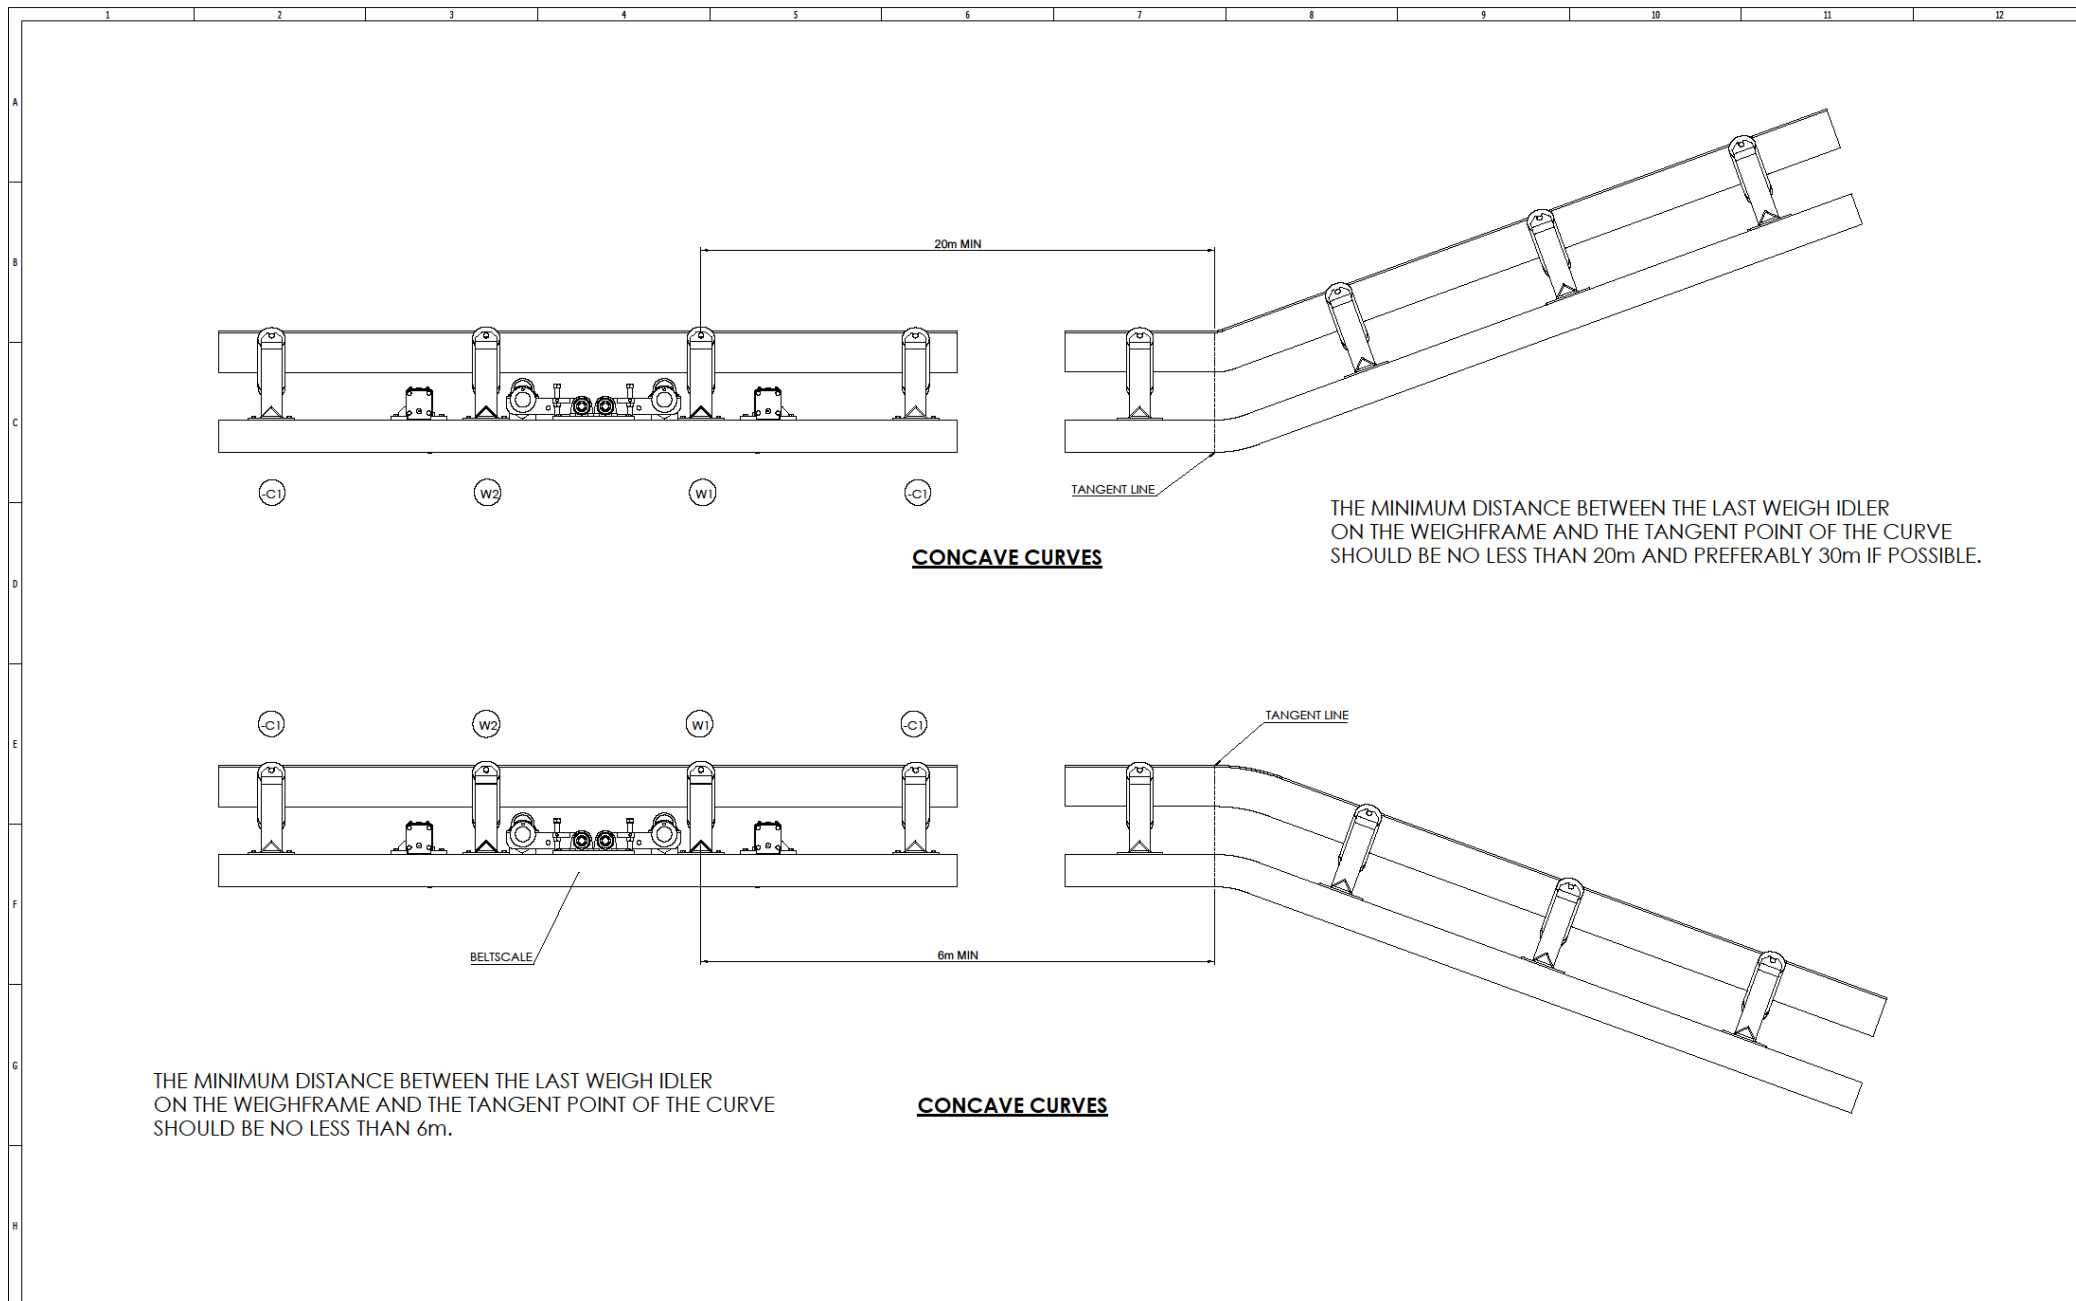 1 2 3 4 5 6 7 8 9 10 11 12
A
B
20m MIN
C
-C1 W2 W1 -C1
TANGENT LINE
THE MINIMUM DISTANCE BETWEEN THE LAST WEIGH IDLER
ON THE WEIGHFRAME AND THE TANGENT POINT OF THE CURVE
SHOULD BE NO LESS THAN 20m AND PREFERABLY 30m IF POSSIBLE.
CONCAVE CURVES
D
-C1 W2 W1 -C1
TANGENT LINE
E
F
BELTSCALE
6m MIN
G
THE MINIMUM DISTANCE BETWEEN THE LAST WEIGH IDLER
ON THE WEIGHFRAME AND THE TANGENT POINT OF THE CURVE
SHOULD BE NO LESS THAN 6m.
CONCAVE CURVES
H